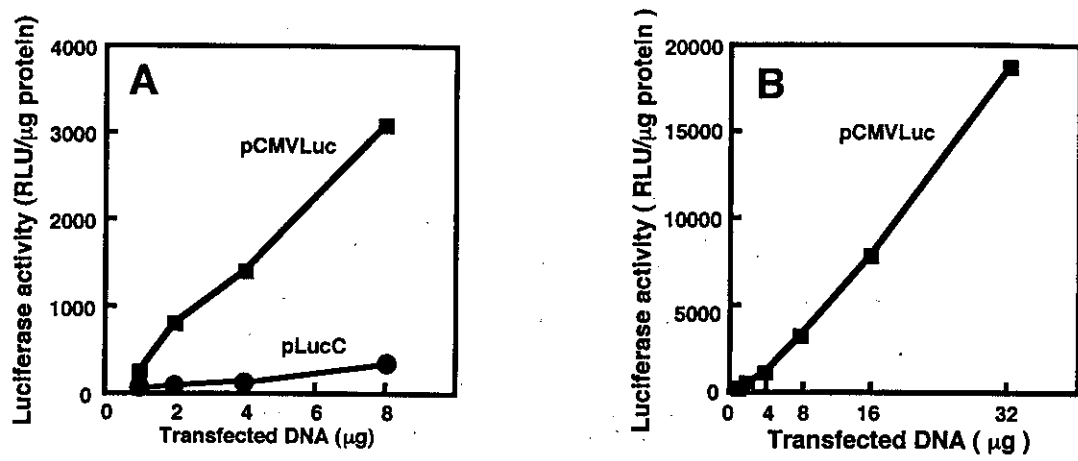 A
Luciferase activity (RLU/µg protein)
4000
3000
2000
1000
0
pCMVLuc
pLucC
0 2 4 6 8
Transfected DNA (µg)
B
Luciferase activity ( RLU/µg protein )
20000
15000
10000
5000
0
pCMVLuc
0 4 8 16 32
Transfected DNA ( µg )